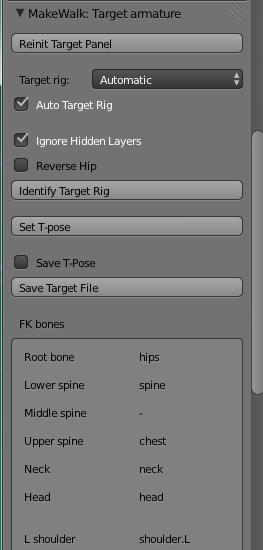 MakeWalk: Target armature
Reinit Target Panel
Target rig: Automatic
Auto Target Rig
Ignore Hidden Layers
Reverse Hip
Identify Target Rig
Set T-pose
Save T-Pose
Save Target File
FK bones
Root bone hips
Lower spine spine
Middle spine -
Upper spine chest
Neck neck
Head head
L shoulder shoulder.L